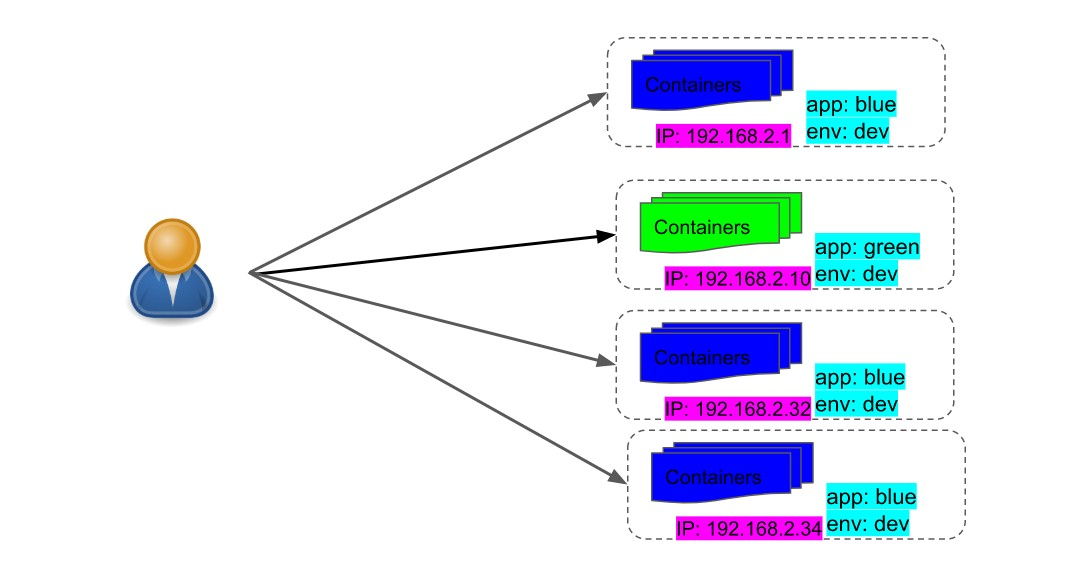 Containers
app: blue
env: dev
IP: 192.168.2.1
Containers
app: green
env: dev
IP: 192.168.2.10
Containers
app: blue
env: dev
IP: 192.168.2.32
Containers
app: blue
env: dev
IP: 192.168.2.34